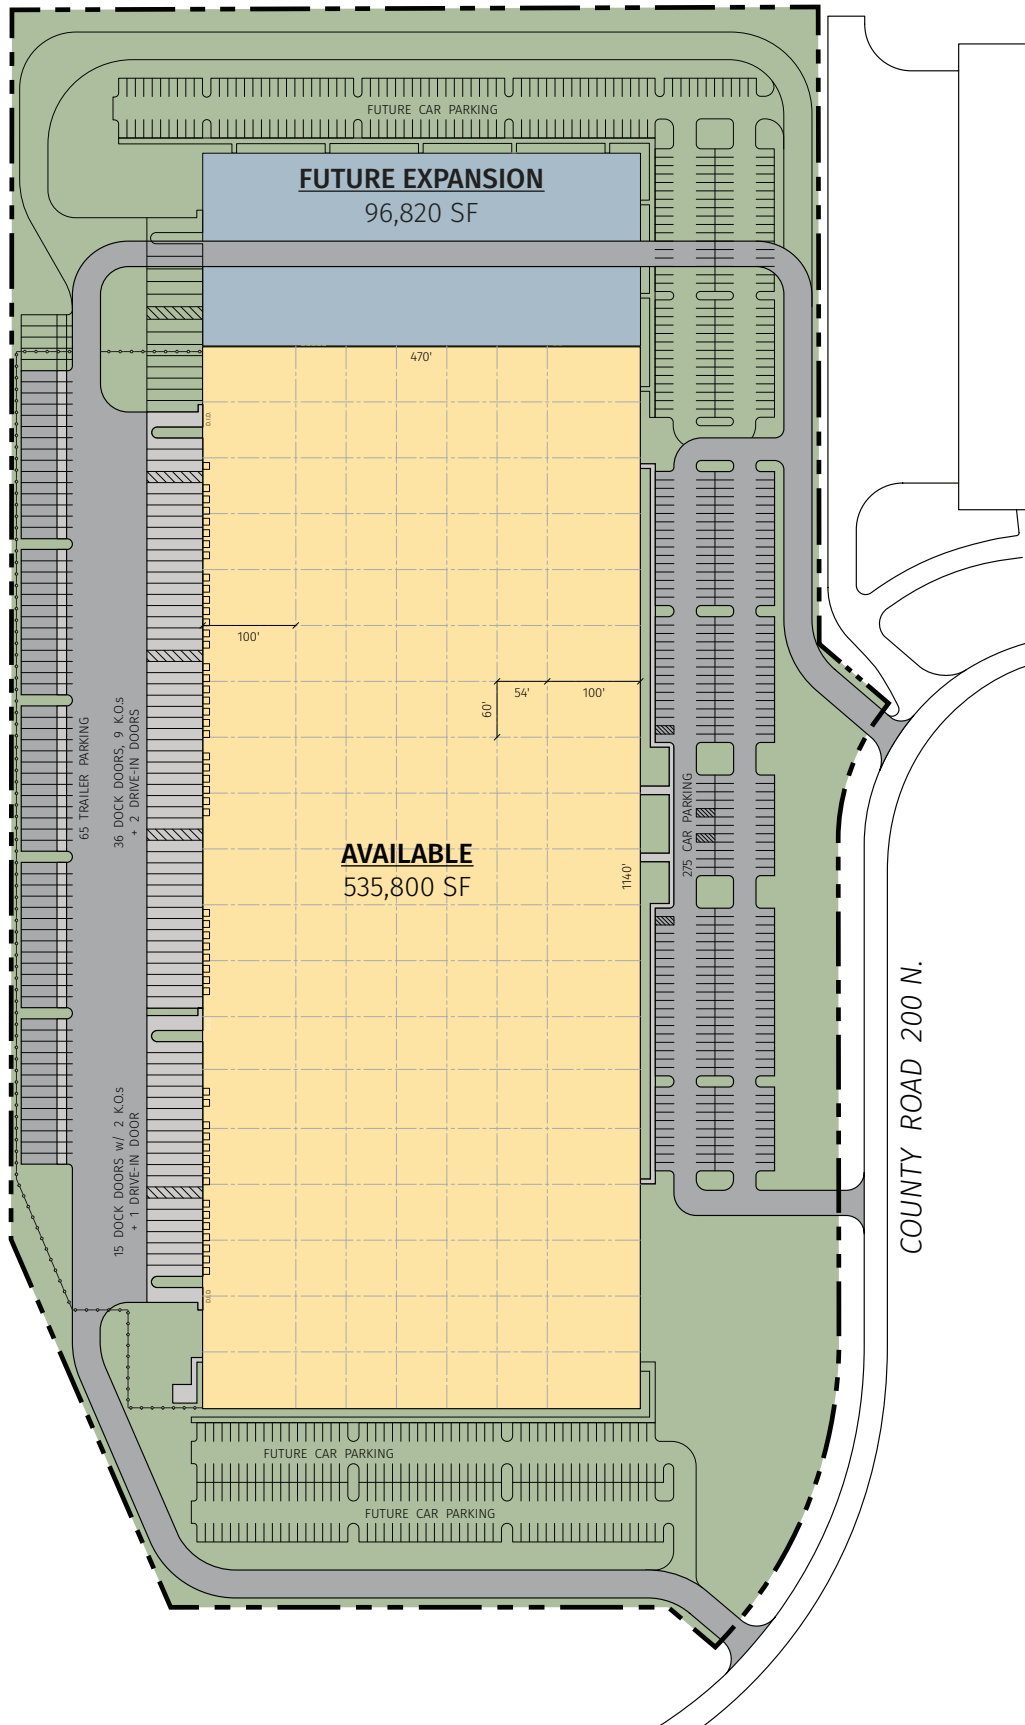 FUTURE CAR PARKING
FUTURE EXPANSION
96,820 SF
470'
D.I.D.
100'
54'
100'
60'
65 TRAILER PARKING
36 DOCK DOORS, 9 K.O.s
+ 2 DRIVE-IN DOORS
275 CAR PARKING
AVAILABLE
535,800 SF
1140'
COUNTY ROAD 200 N.
15 DOCK DOORS w/ 2 K.O.s
+ 1 DRIVE-IN DOOR
D.I.D.
FUTURE CAR PARKING
FUTURE CAR PARKING